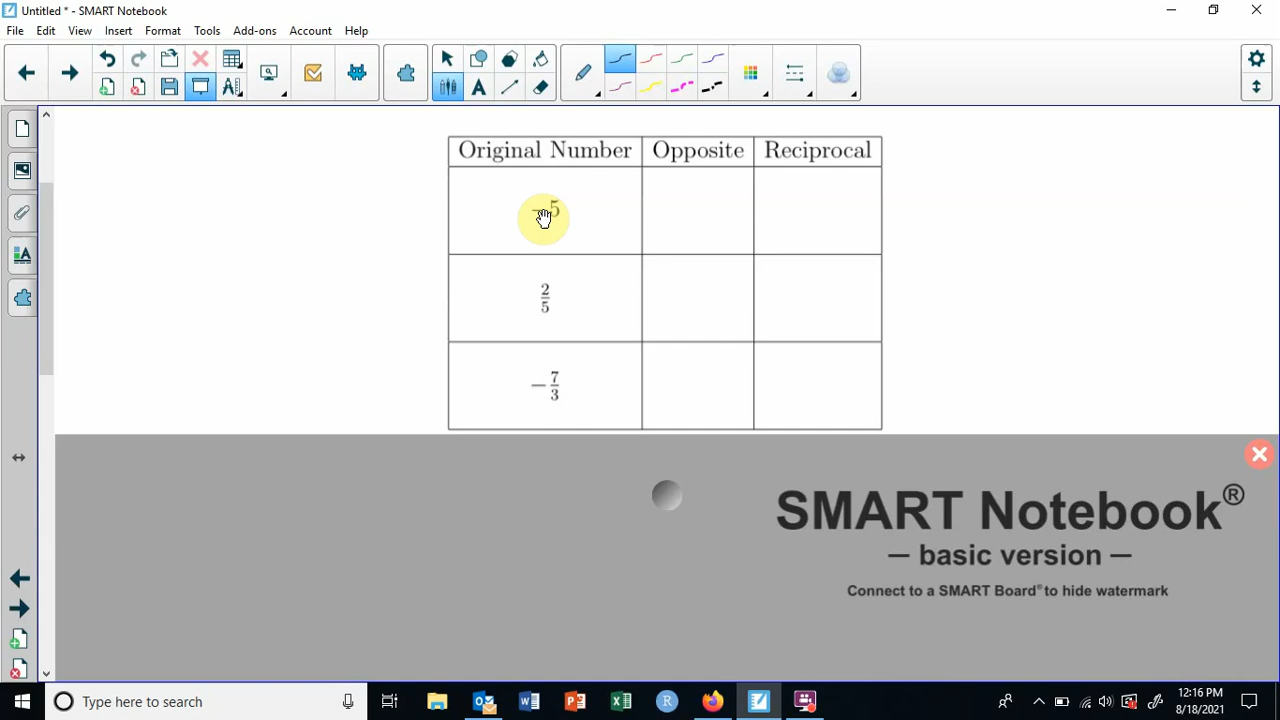 Untitled * - SMART Notebook
File Edit View Insert Format Tools Add-ons Account Help
Original Number Opposite Reciprocal
−5
2/5
−7/3
SMART Notebook®
— basic version —
Connect to a SMART Board® to hide watermark
Type here to search
12:16 PM
8/18/2021